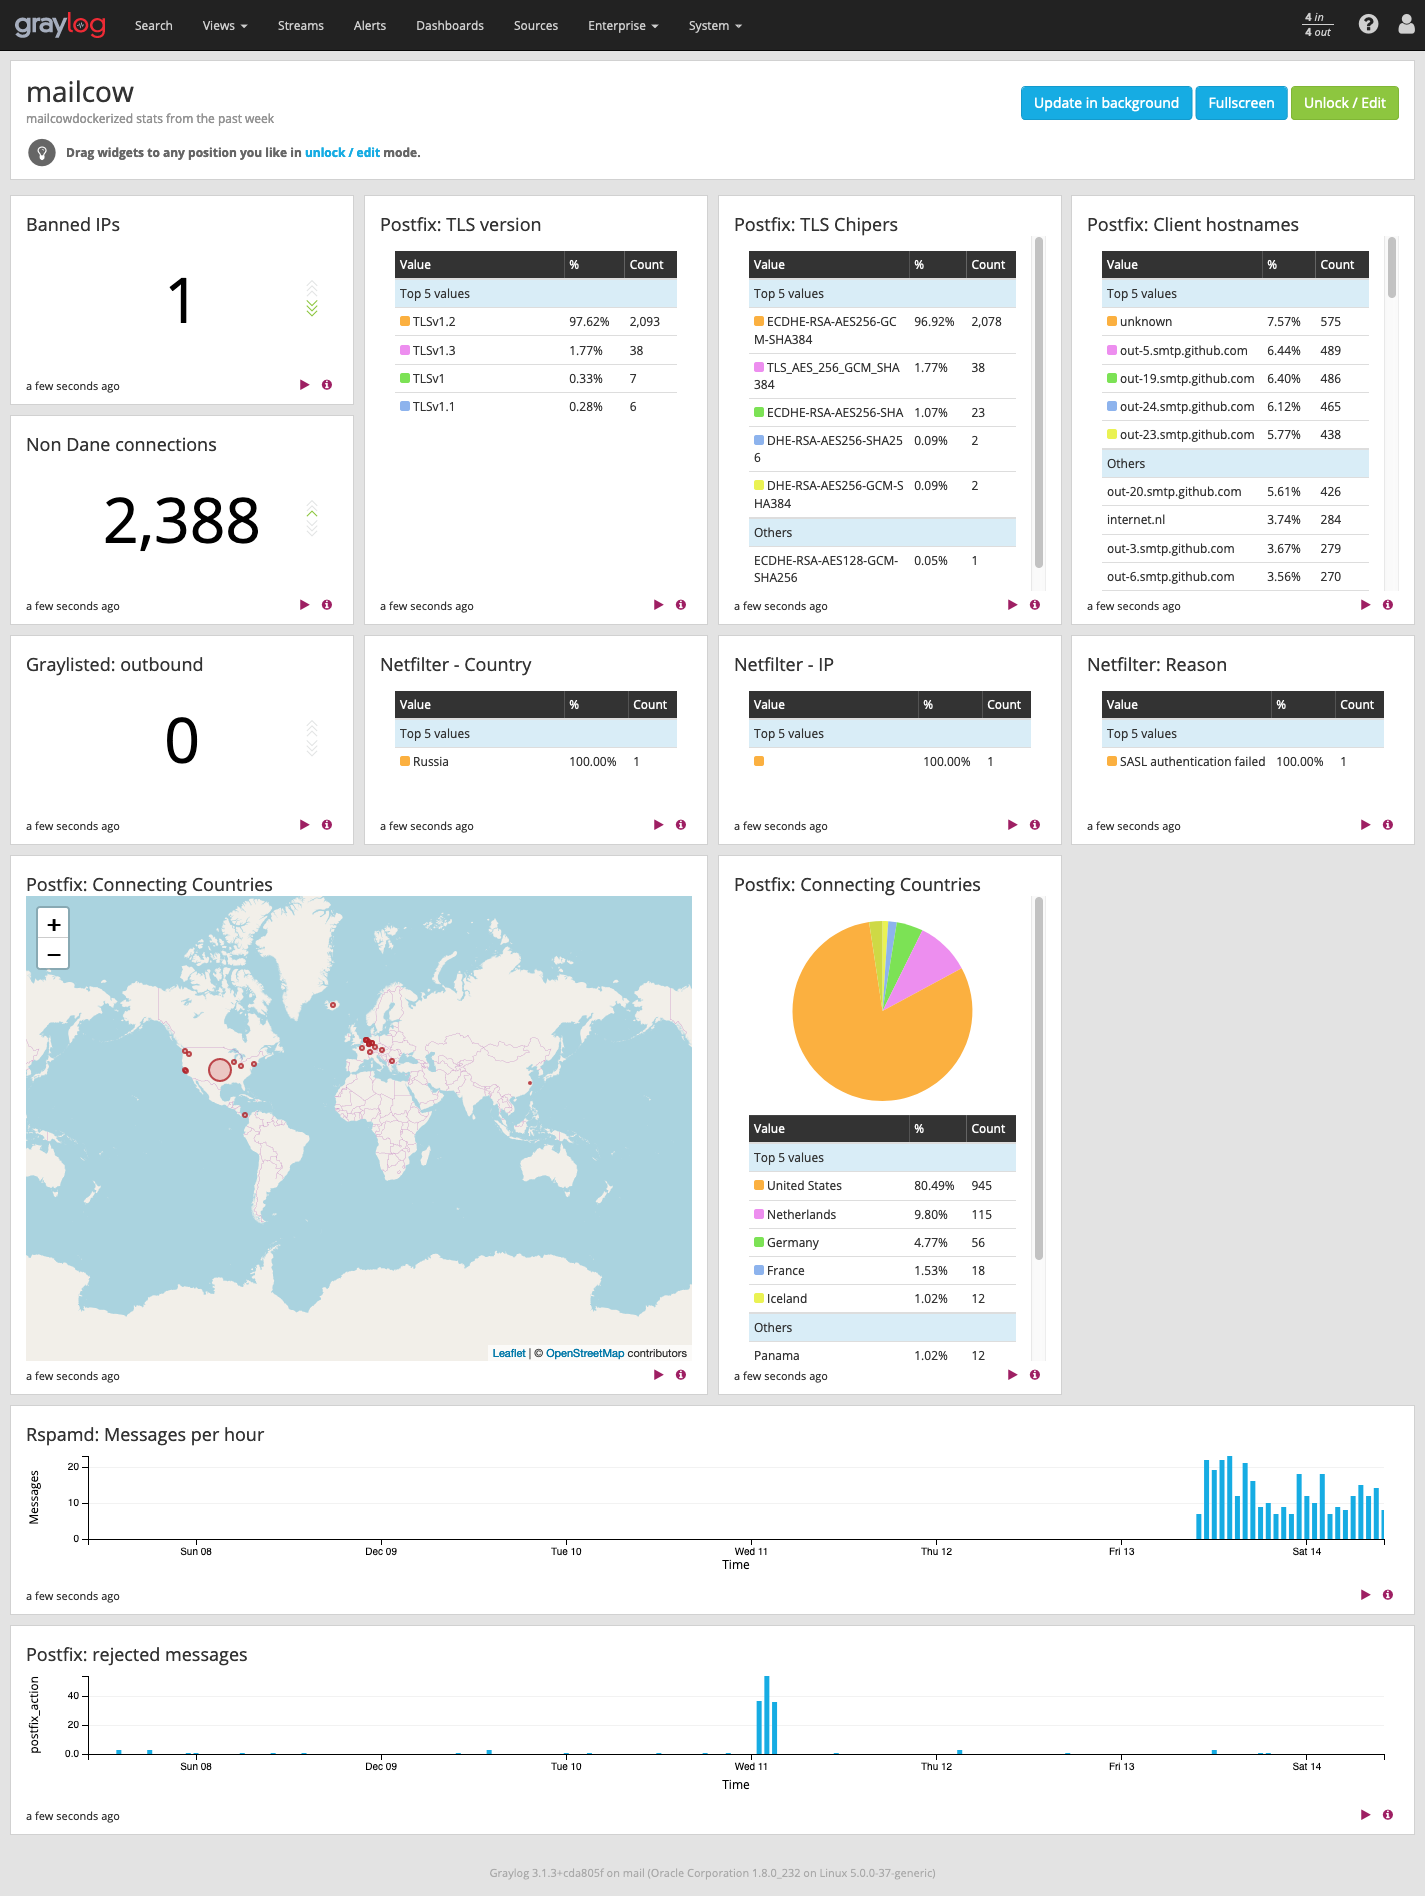 graylog Search Views Streams Alerts Dashboards Sources Enterprise System 4 in
4 out
mailcow
mailcowdockerized stats from the past week
Update in background Fullscreen Unlock / Edit
Drag widgets to any position you like in unlock / edit mode.
Banned IPs
1
a few seconds ago
Non Dane connections
2,388
a few seconds ago
Postfix: TLS version
Value % Count
Top 5 values
TLSv1.2 97.62% 2,093
TLSv1.3 1.77% 38
TLSv1 0.33% 7
TLSv1.1 0.28% 6
a few seconds ago
Postfix: TLS Chipers
Value % Count
Top 5 values
ECDHE-RSA-AES256-GC 96.92% 2,078
M-SHA384
TLS_AES_256_GCM_SHA 1.77% 38
384
ECDHE-RSA-AES256-SHA 1.07% 23
DHE-RSA-AES256-SHA25 0.09% 2
6
DHE-RSA-AES256-GCM-S 0.09% 2
HA384
Others
ECDHE-RSA-AES128-GCM- 0.05% 1
SHA256
a few seconds ago
Postfix: Client hostnames
Value % Count
Top 5 values
unknown 7.57% 575
out-5.smtp.github.com 6.44% 489
out-19.smtp.github.com 6.40% 486
out-24.smtp.github.com 6.12% 465
out-23.smtp.github.com 5.77% 438
Others
out-20.smtp.github.com 5.61% 426
internet.nl 3.74% 284
out-3.smtp.github.com 3.67% 279
out-6.smtp.github.com 3.56% 270
a few seconds ago
Graylisted: outbound
0
a few seconds ago
Netfilter - Country
Value % Count
Top 5 values
Russia 100.00% 1
a few seconds ago
Netfilter - IP
Value % Count
Top 5 values
100.00% 1
a few seconds ago
Netfilter: Reason
Value % Count
Top 5 values
SASL authentication failed 100.00% 1
a few seconds ago
Postfix: Connecting Countries
+
−
Leaflet | © OpenStreetMap contributors
a few seconds ago
Postfix: Connecting Countries
Value % Count
Top 5 values
United States 80.49% 945
Netherlands 9.80% 115
Germany 4.77% 56
France 1.53% 18
Iceland 1.02% 12
Others
Panama 1.02% 12
a few seconds ago
Rspamd: Messages per hour
Messages
20
10
0
Sun 08 Dec 09 Tue 10 Wed 11 Thu 12 Fri 13 Sat 14
Time
a few seconds ago
Postfix: rejected messages
postfix_action
40
20
0.0
Sun 08 Dec 09 Tue 10 Wed 11 Thu 12 Fri 13 Sat 14
Time
a few seconds ago
Graylog 3.1.3+cda805f on mail (Oracle Corporation 1.8.0_232 on Linux 5.0.0-37-generic)